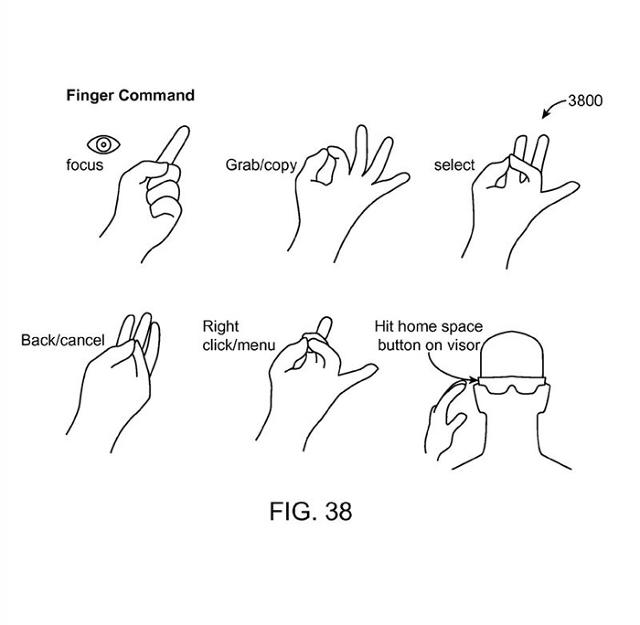 Finger Command
3800
focus
Grab/copy
select
Back/cancel
Right
click/menu
Hit home space
button on visor
FIG. 38